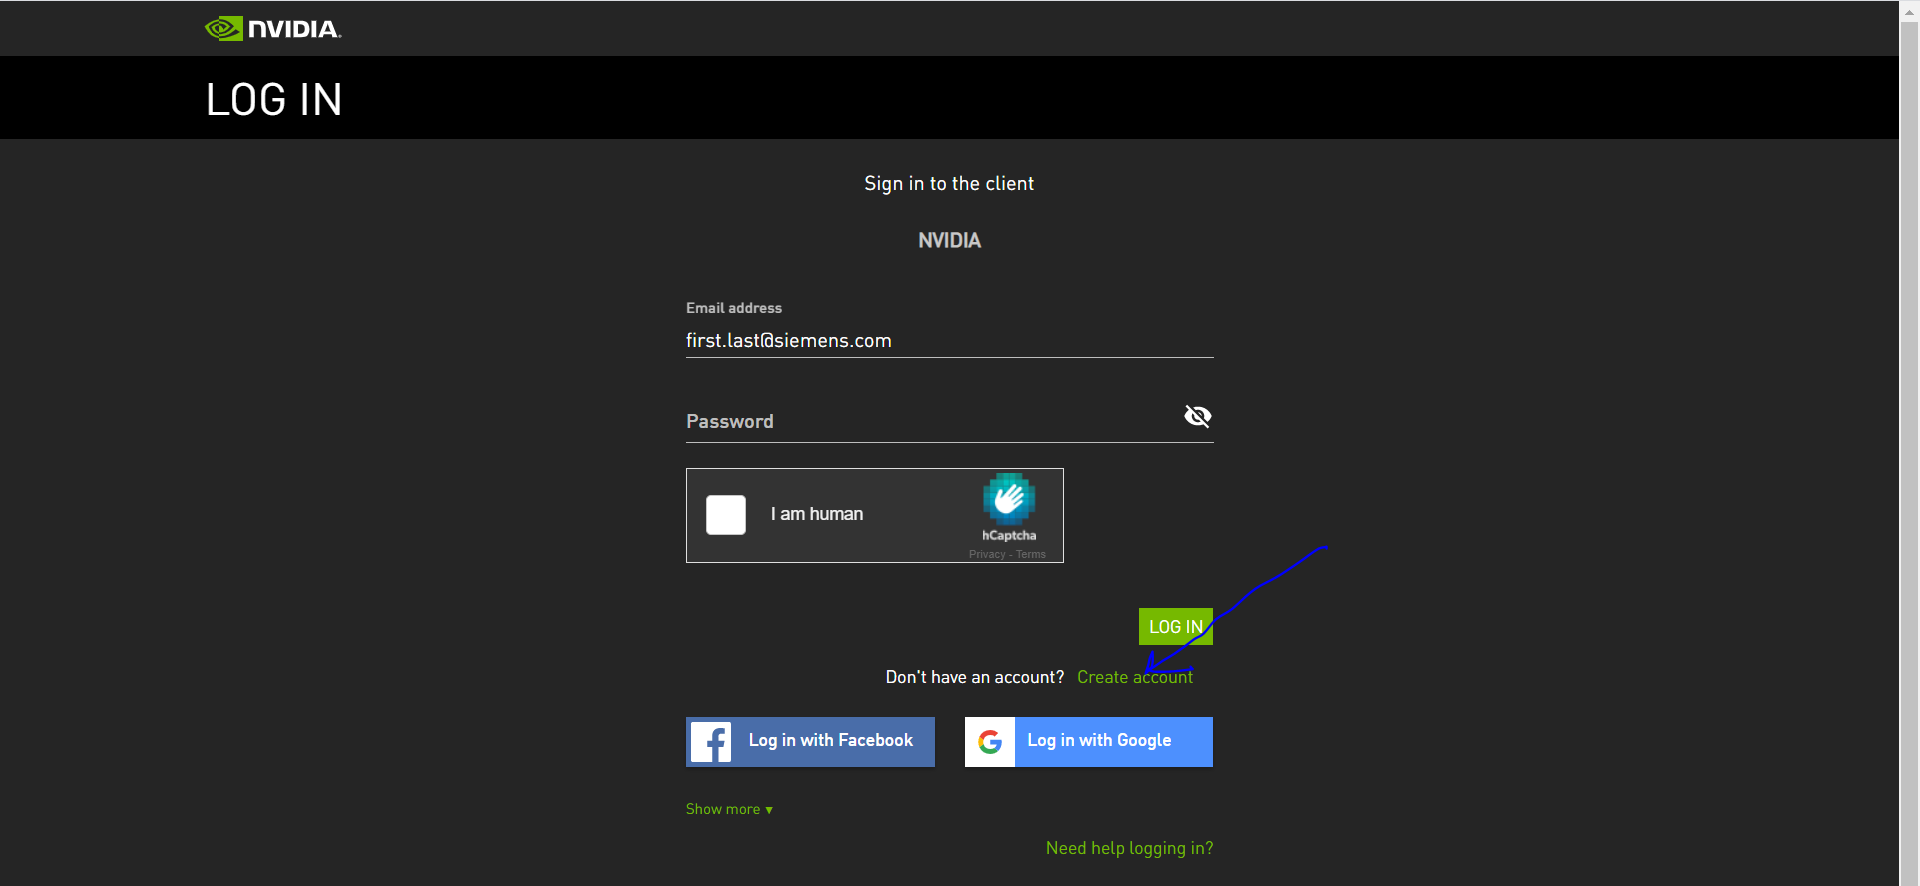 NVIDIA.
LOG IN
Sign in to the client
NVIDIA
Email address
first.last@siemens.com
Password
I am human
hCaptcha
Privacy - Terms
LOG IN
Don't have an account? Create account
Log in with Facebook
Log in with Google
Show more ▼
Need help logging in?